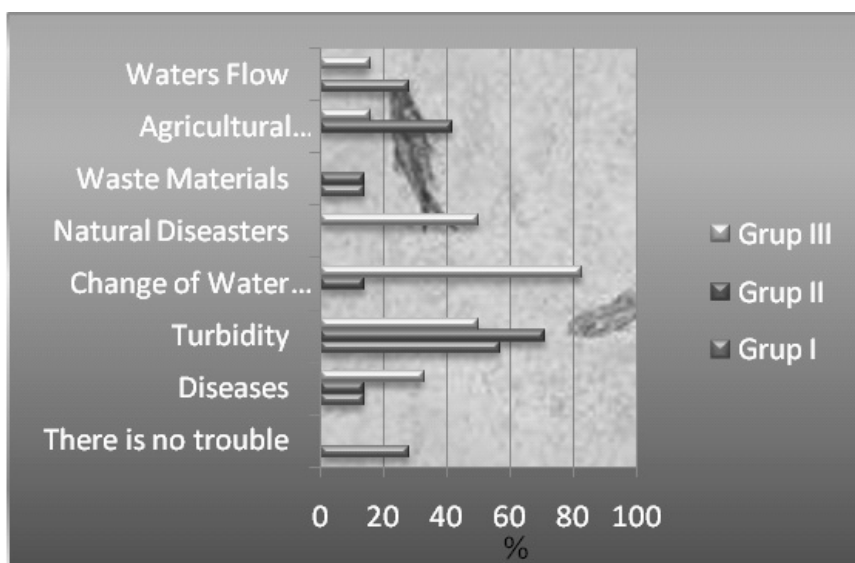 Waters Flow
Agricultural...
Waste Materials
Natural Diseasters
Change of Water ...
Turbidity
Diseases
There is no trouble
0 20 40 60 80 100
%
Grup III
Grup II
Grup I